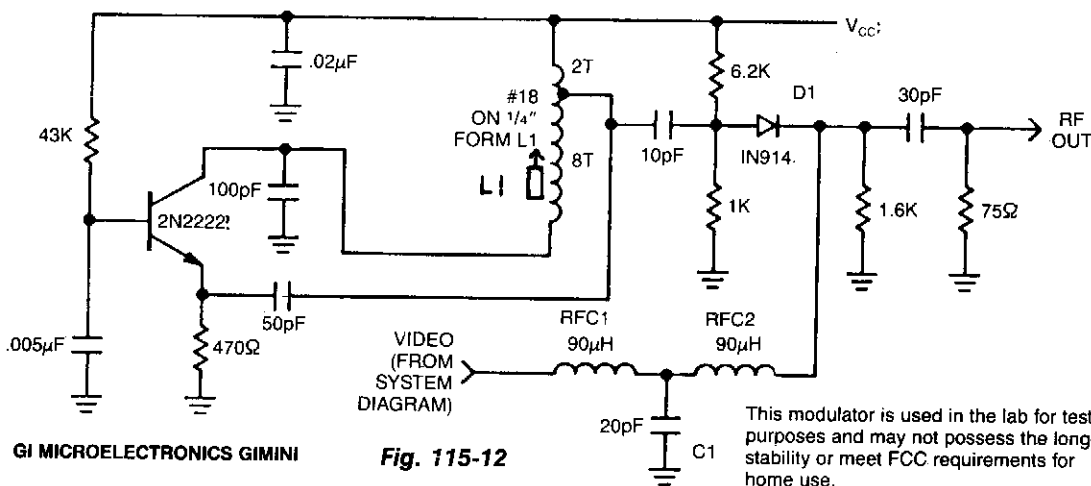 V_CC;
.02µF
2T
6.2K
#18
ON 1/4"
FORM L1
D1
30pF
RF
OUT
43K
8T
10pF
IN914.
100pF
L1
2N2222
1K
1.6K
75Ω
50pF
.005µF
470Ω
VIDEO
(FROM
SYSTEM
DIAGRAM)
RFC1
90µH
RFC2
90µH
20pF
C1
This modulator is used in the lab for test
purposes and may not possess the long
stability or meet FCC requirements for
home use.
GI MICROELECTRONICS GIMINI
Fig. 115-12